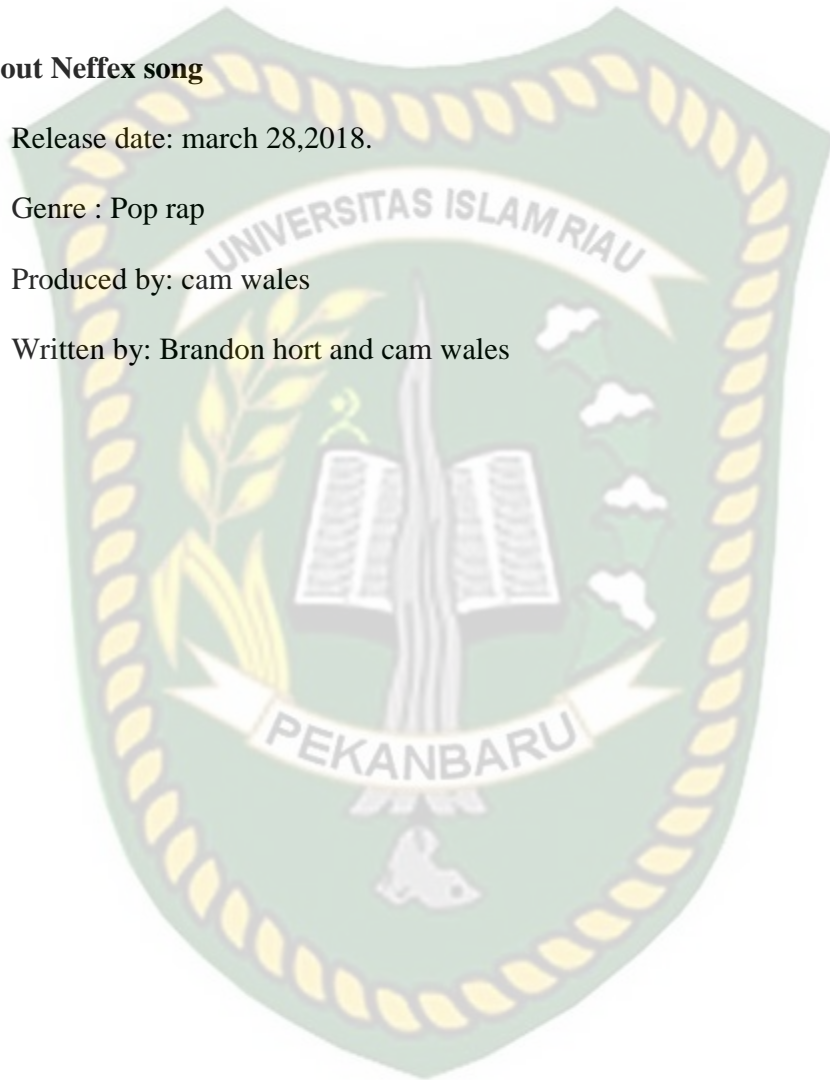 out Neffex song
Release date: march 28,2018.
Genre : Pop rap
Produced by: cam wales
Written by: Brandon hort and cam wales
UNIVERSITAS ISLAM RIAU
PEKANBARU